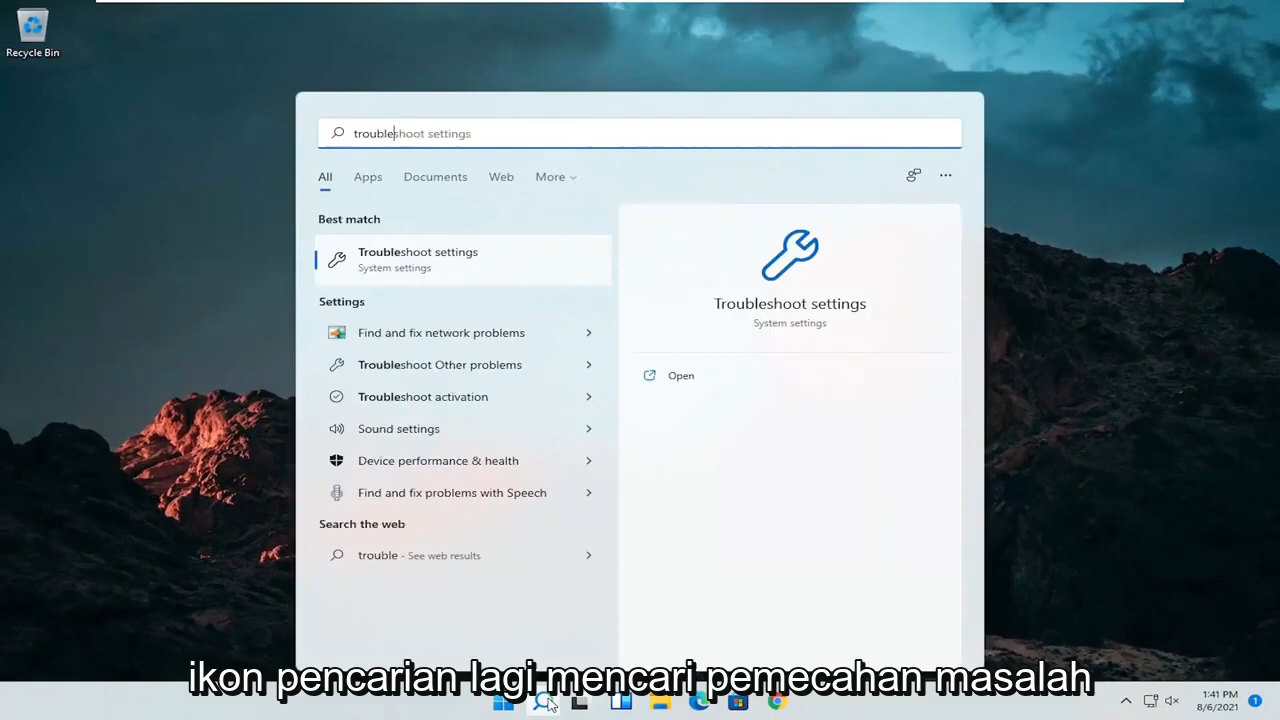 Recycle Bin
troubleshoot settings
All Apps Documents Web More
Best match
Troubleshoot settings
System settings
Settings
Find and fix network problems
Troubleshoot Other problems
Troubleshoot activation
Sound settings
Device performance & health
Find and fix problems with Speech
Search the web
trouble - See web results
Troubleshoot settings
System settings
Open
ikon pencarian lagi mencari pemecahan masalah
1:41 PM
8/6/2021
1